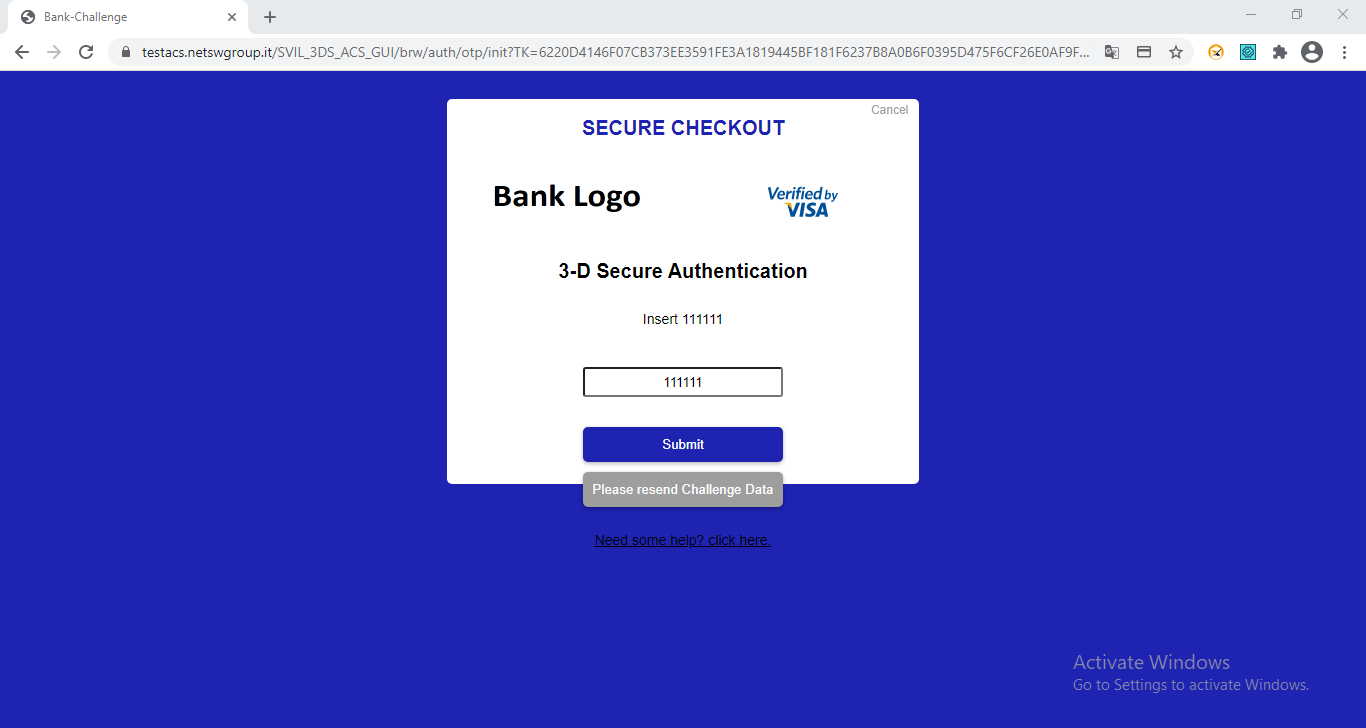 Bank-Challenge
testacs.netswgroup.it/SVIL_3DS_ACS_GUI/brw/auth/otp/init?TK=6220D4146F07CB373EE3591FE3A1819445BF181F6237B8A0B6F0395D475F6CF26E0AF9F...
Cancel
SECURE CHECKOUT
Bank Logo
Verified by
VISA
3-D Secure Authentication
Insert 111111
111111
Submit
Please resend Challenge Data
Need some help? click here.
Activate Windows
Go to Settings to activate Windows.